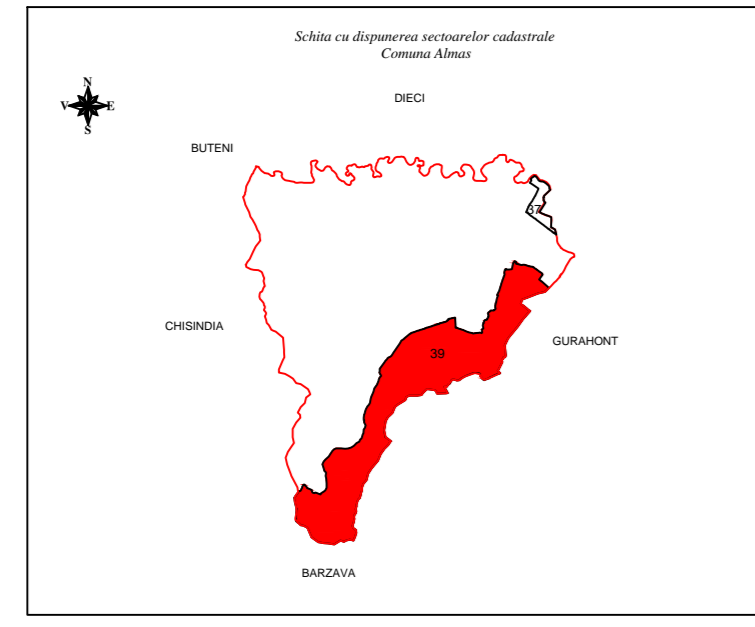 Schita cu dispunerea sectoarelor cadastrale
Comuna Almas
N
V E
S
DIECI
BUTENI
37
CHISINDIA
GURAHONT
39
BARZAVA